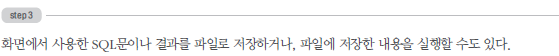 step 3
화면에서 사용한 SQL문이나 결과를 파일로 저장하거나, 파일에 저장한 내용을 실행할 수도 있다.